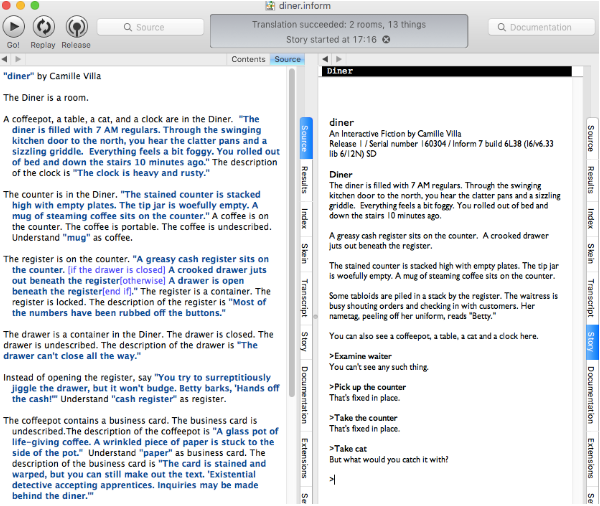 diner.inform
Go!
Replay
Release
Source
Translation succeeded: 2 rooms, 13 things
Story started at 17:16
Documentation
Contents
Source
"diner" by Camille Villa
The Diner is a room.
A coffeepot, a table, a cat, and a clock are in the Diner.  "The
diner is filled with 7 AM regulars. Through the swinging
kitchen door to the north, you hear the clatter pans and a
sizzling griddle.  Everything feels a bit foggy. You rolled out
of bed and down the stairs 10 minutes ago." The description
of the clock is "The clock is heavy and rusty."
The counter is in the Diner. "The stained counter is stacked
high with empty plates. The tip jar is woefully empty. A
mug of steaming coffee sits on the counter." A coffee is on
the counter. The coffee is portable. The coffee is undescribed.
Understand "mug" as coffee.
The register is on the counter. "A greasy cash register sits on
the counter. [if the drawer is closed] A crooked drawer juts
out beneath the register[otherwise] A drawer is open
beneath the register[end if]." The register is a container. The
register is locked. The description of the register is "Most of
the numbers have been rubbed off the buttons."
The drawer is a container in the Diner. The drawer is closed. The
drawer is undescribed. The description of the drawer is "The
drawer can't close all the way."
Instead of opening the register, say "You try to surreptitiously
jiggle the drawer, but it won't budge. Betty barks, 'Hands off
the cash!'" Understand "cash register" as register.
The coffeepot contains a business card. The business card is
undescribed.The description of the coffeepot is "A glass pot of
life-giving coffee. A wrinkled piece of paper is stuck to the
side of the pot."  Understand "paper" as business card. The
description of the business card is "The card is stained and
warped, but you can still make out the text. 'Existential
detective accepting apprentices. Inquiries may be made
behind the diner.'"
Source
Results
Index
Skein
Transcript
Story
Documentation
Extensions
Diner
diner
An Interactive Fiction by Camille Villa
Release 1 / Serial number 160304 / Inform 7 build 6L38 (I6/v6.33
lib 6/12N) SD
Diner
The diner is filled with 7 AM regulars. Through the swinging
kitchen door to the north, you hear the clatter pans and a sizzling
griddle.  Everything feels a bit foggy. You rolled out of bed and
down the stairs 10 minutes ago.
A greasy cash register sits on the counter.  A crooked drawer
juts out beneath the register.
The stained counter is stacked high with empty plates. The tip jar
is woefully empty. A mug of steaming coffee sits on the counter.
Some tabloids are piled in a stack by the register. The waitress is
busy shouting orders and checking in with customers. Her
nametag, peeling off her uniform, reads "Betty."
You can also see a coffeepot, a table, a cat and a clock here.
>Examine waiter
You can't see any such thing.
>Pick up the counter
That's fixed in place.
>Take the counter
That's fixed in place.
>Take cat
But what would you catch it with?
>
Source
Results
Index
Skein
Transcript
Story
Documentation
Extensions